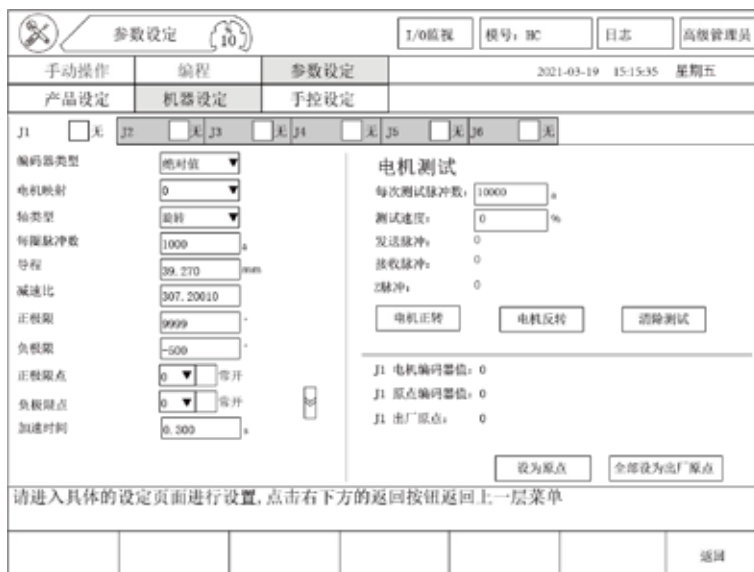 参数设定 % 10 I/O监视 模号: HC 日志 高级管理员
手动操作 编程 参数设定 2021-03-19 15:15:35 星期五
产品设定 机器设定 手控设定
J1 无 J2 无 J3 无 J4 无 J5 无 J6 无
编码器类型 绝对值
电机映射 0
轴类型 旋转
每圈脉冲数 1000 a
导程 39.270 mm
减速比 307.20010
正极限 9999 °
负极限 -500 °
正极限点 0 常开
负极限点 0 常开
加速时间 0.300 s
电机测试
每次测试脉冲数: 10000 a
测试速度: 0 %
发送脉冲: 0
接收脉冲: 0
Z脉冲: 0
电机正转 电机反转 清除测试
J1 电机编码器值: 0
J1 原点编码器值: 0
J1 出厂原点: 0
设为原点 全部设为出厂原点
请进入具体的设定页面进行设置,点击右下方的返回按钮返回上一层菜单
返回